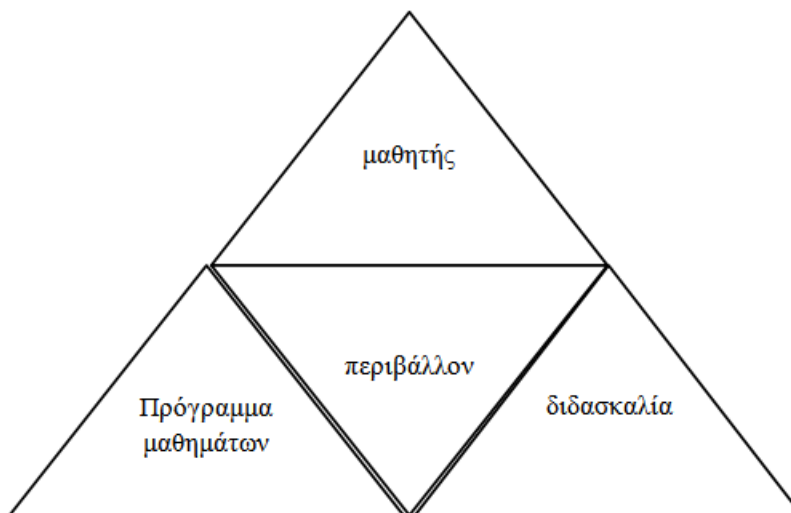 μαθητής
περιβάλλον
Πρόγραμμα
μαθημάτων
διδασκαλία